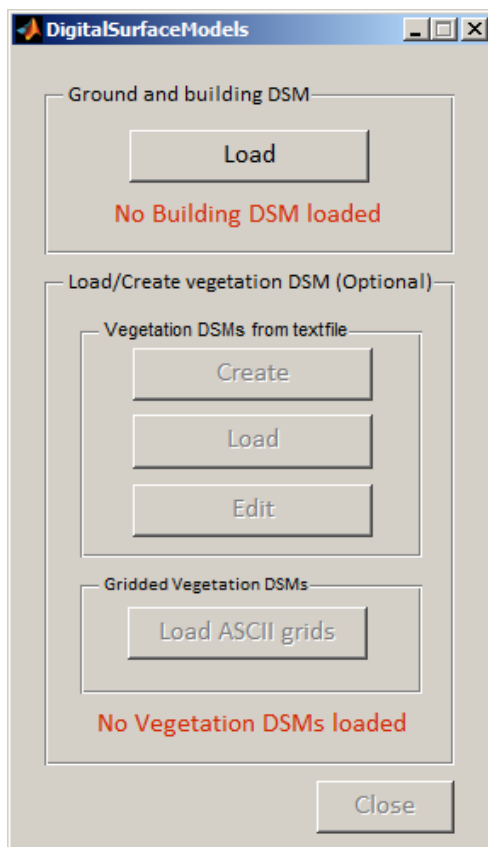 DigitalSurfaceModels
Ground and building DSM
Load
No Building DSM loaded
Load/Create vegetation DSM (Optional)
Vegetation DSMs from textfile
Create
Load
Edit
Gridded Vegetation DSMs
Load ASCII grids
No Vegetation DSMs loaded
Close